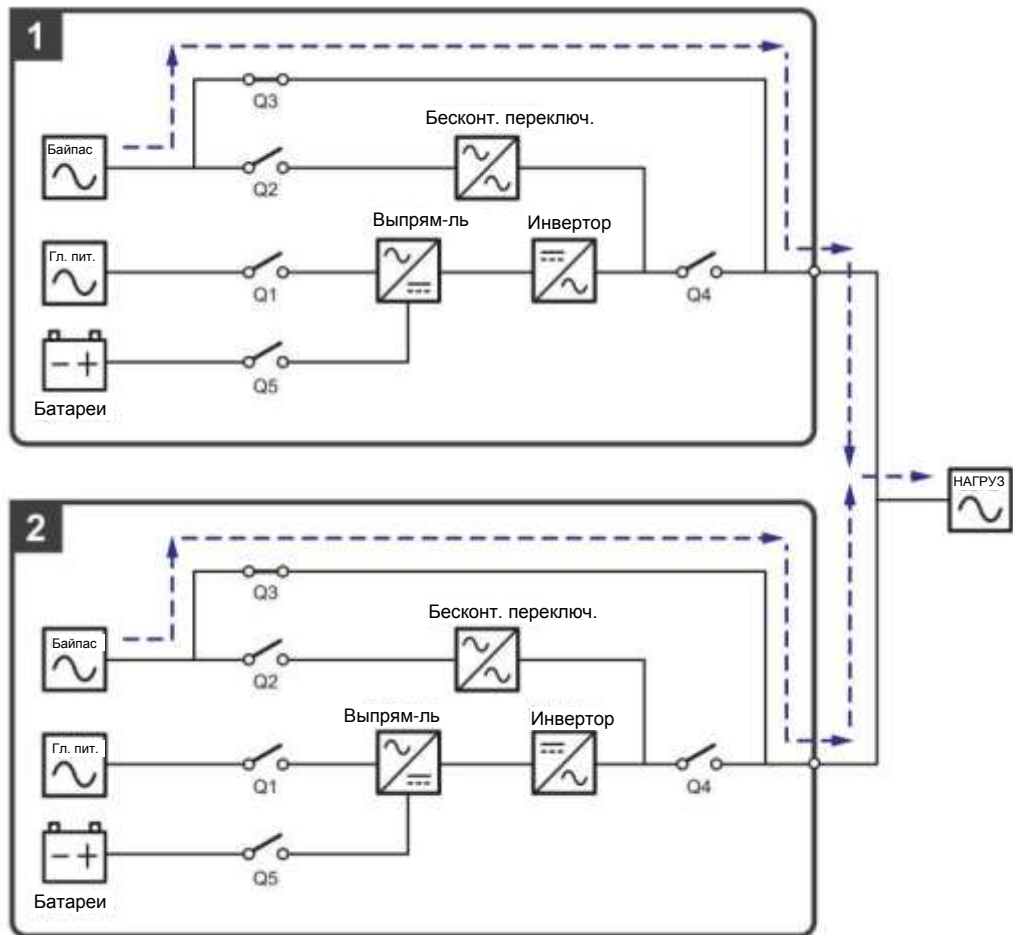 1
Q3
Бесконт. переключ.
Байпас
Q2
Выпрям-ль
Инвертор
Гл. пит.
Q1
Q4
Q5
Батареи
НАГРУЗ
2
Q3
Бесконт. переключ.
Байпас
Q2
Выпрям-ль
Инвертор
Гл. пит.
Q1
Q4
Q5
Батареи